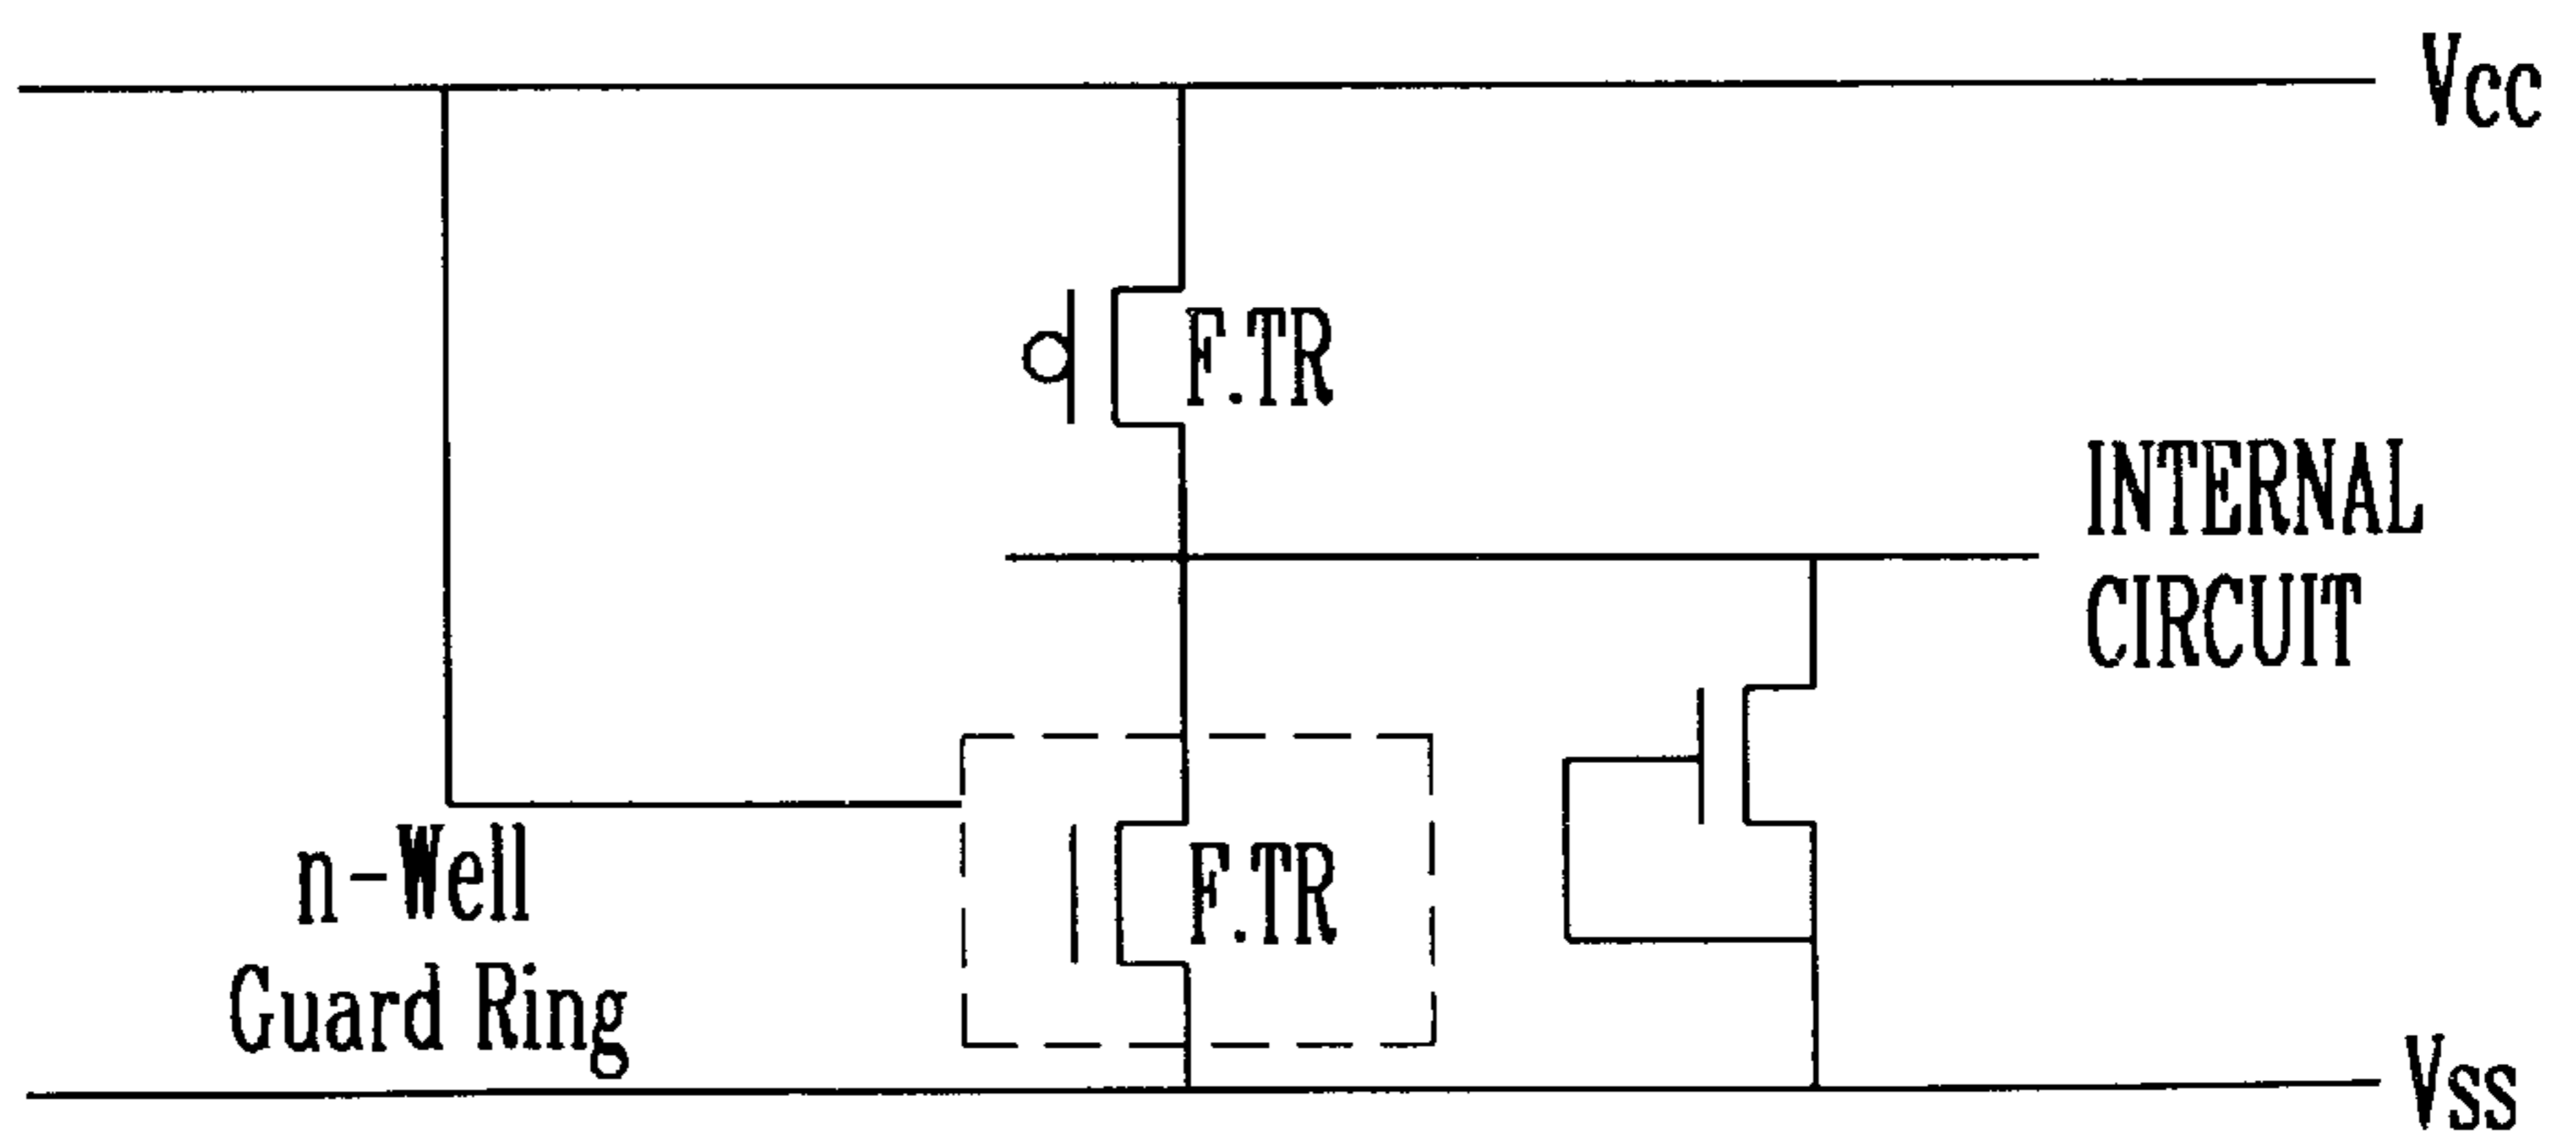 Vcc
F.TR
INTERNAL
CIRCUIT
n-Well
Guard Ring
F.TR
Vss